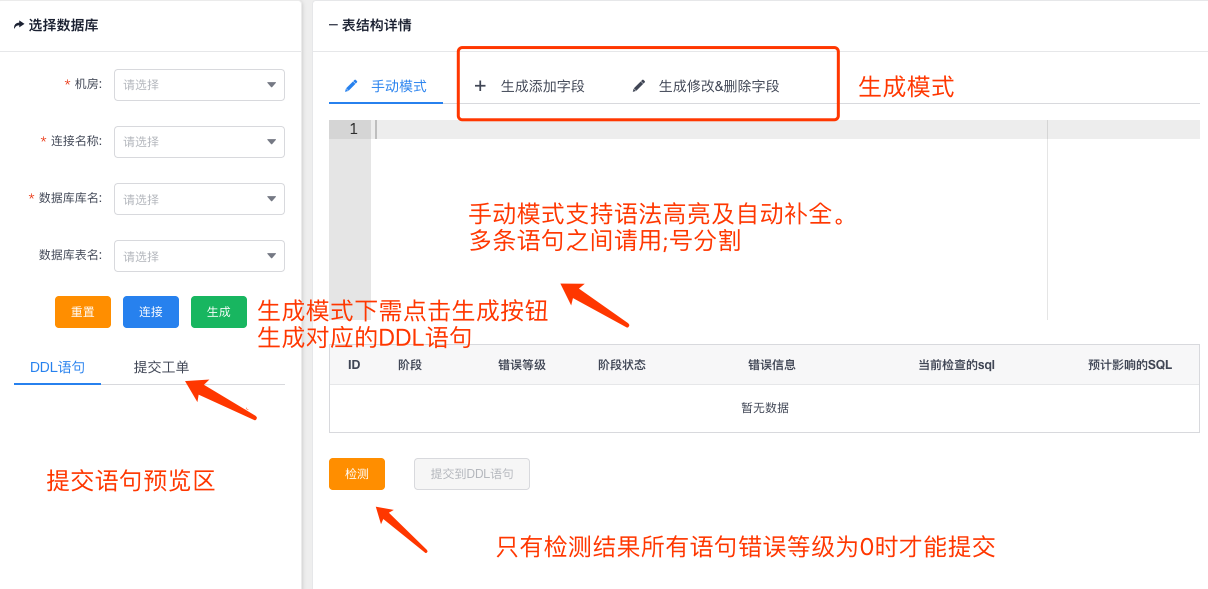 选择数据库
* 机房: 请选择
* 连接名称: 请选择
* 数据库库名: 请选择
数据库表名: 请选择
重置 连接 生成
DDL语句 提交工单
提交语句预览区
表结构详情
手动模式 生成添加字段 生成修改&删除字段
生成模式
1
手动模式支持语法高亮及自动补全。
多条语句之间请用;号分割
生成模式下需点击生成按钮
生成对应的DDL语句
ID 阶段 错误等级 阶段状态 错误信息 当前检查的sql 预计影响的SQL
暂无数据
检测 提交到DDL语句
只有检测结果所有语句错误等级为0时才能提交